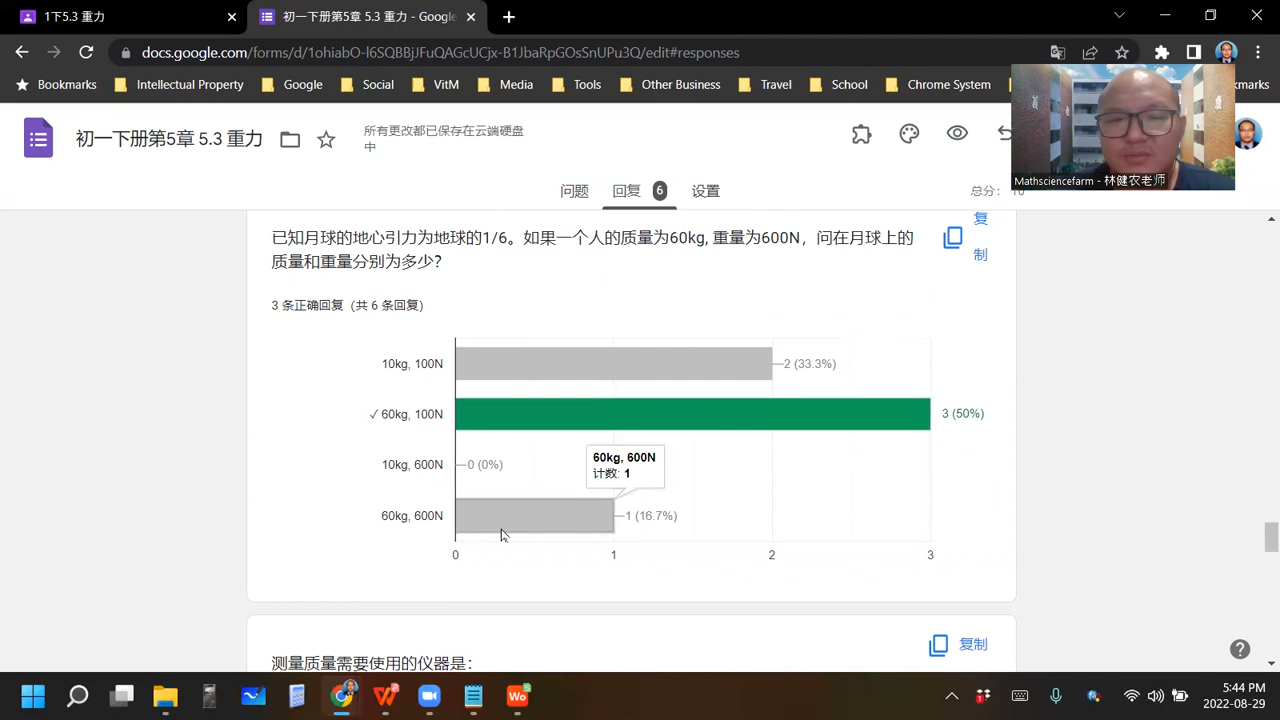 1下5.3 重力
初一下册第5章 5.3 重力 - Google
docs.google.com/forms/d/1ohiabO-l6SQBBjJFuQAGcUCjx-B1JbaRpGOsSnUPu3Q/edit#responses
Bookmarks
Intellectual Property
Google
Social
VitM
Media
Tools
Other Business
Travel
School
Chrome System
Bookmarks
初一下册第5章 5.3 重力
所有更改都已保存在云端硬盘
中
Mathsciencefarm - 林健农老师
问题
回复 6
设置
总分: 10
已知月球的地心引力为地球的1/6。如果一个人的质量为60kg, 重量为600N，问在月球上的
质量和重量分别为多少?
复
制
3 条正确回复（共 6 条回复)
10kg, 100N
2 (33.3%)
✓ 60kg, 100N
3 (50%)
10kg, 600N
0 (0%)
60kg, 600N
计数: 1
60kg, 600N
1 (16.7%)
0
1
2
3
测量质量需要使用的仪器是：
复制
5:44 PM
2022-08-29